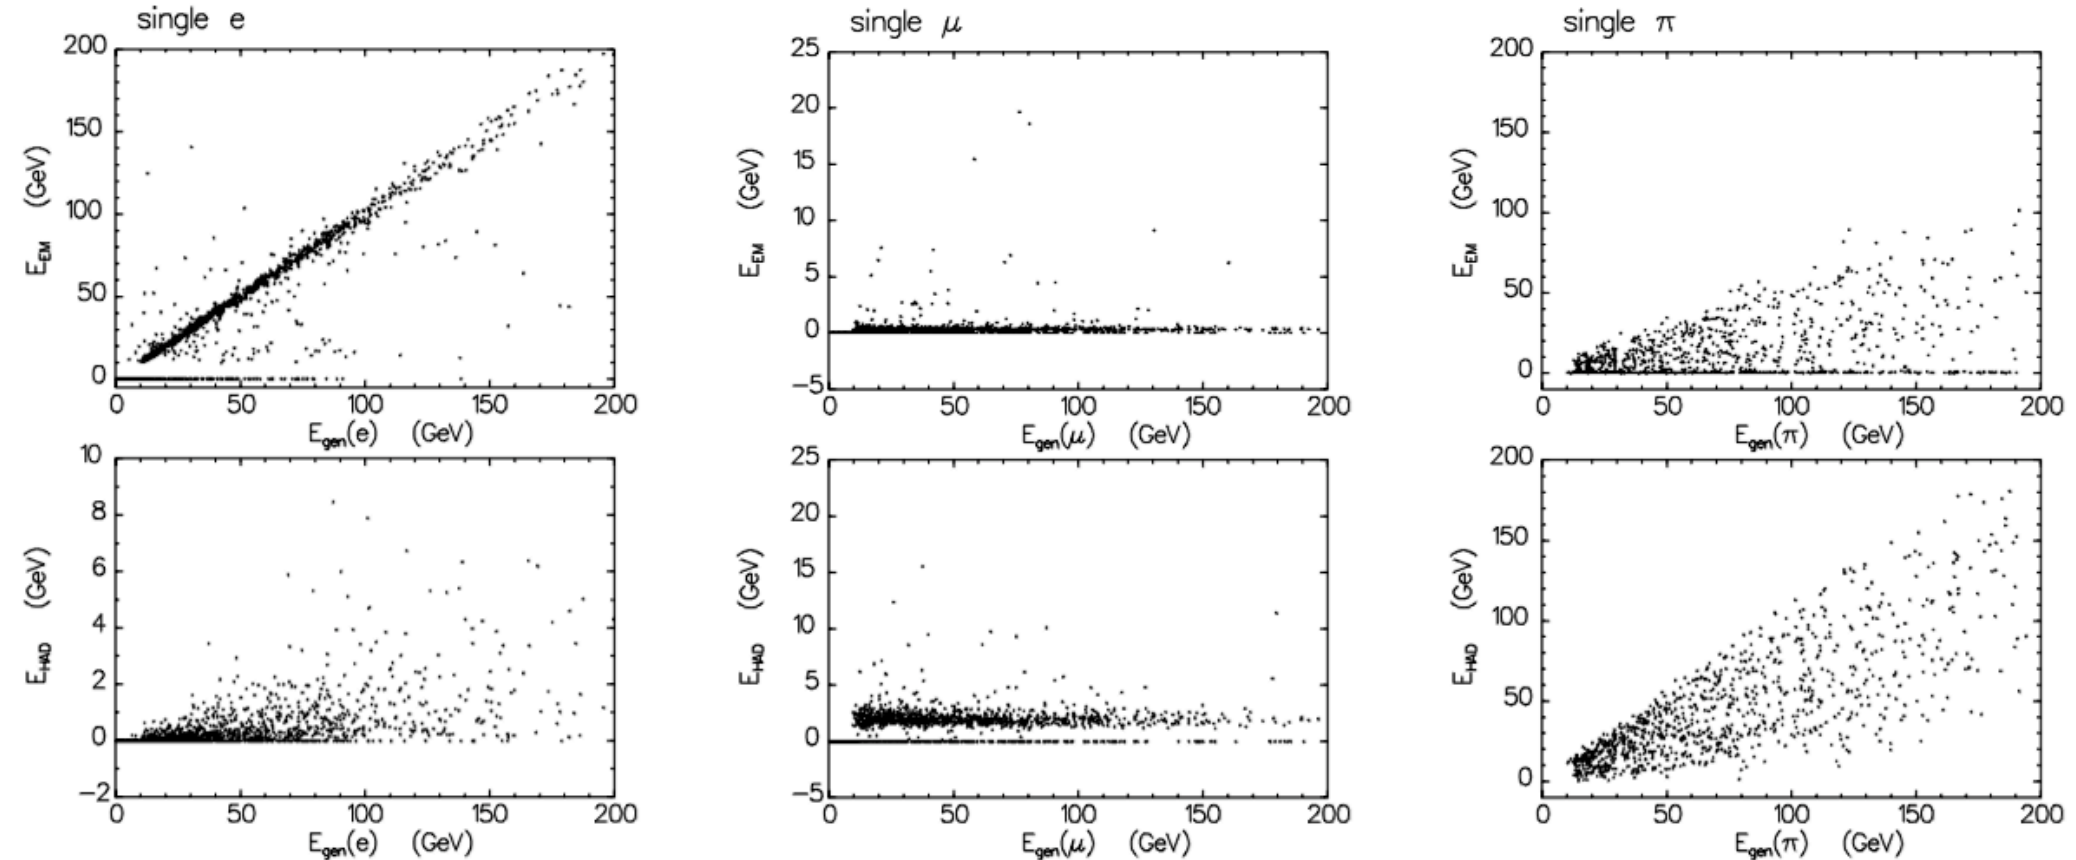 single e
200
150
100
50
0
E_EM (GeV)
0 50 100 150 200
E_gen(e) (GeV)
10
8
6
4
2
0
−2
E_HAD (GeV)
0 50 100 150 200
E_gen(e) (GeV)
single μ
25
20
15
10
5
0
−5
E_EM (GeV)
0 50 100 150 200
E_gen(μ) (GeV)
25
20
15
10
5
0
−5
E_HAD (GeV)
0 50 100 150 200
E_gen(μ) (GeV)
single π
200
150
100
50
0
E_EM (GeV)
0 50 100 150 200
E_gen(π) (GeV)
200
150
100
50
0
E_HAD (GeV)
0 50 100 150 200
E_gen(π) (GeV)